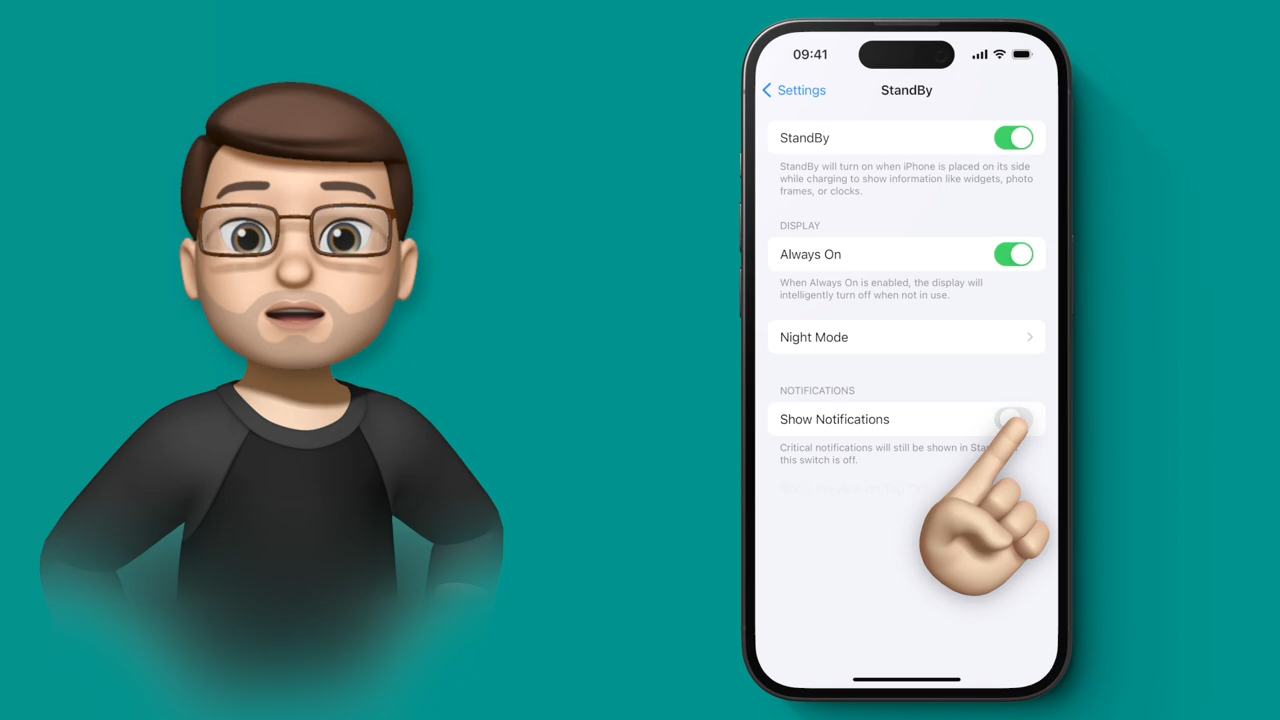 09:41
Settings
StandBy
StandBy
StandBy will turn on when iPhone is placed on its side
while charging to show information like widgets, photo
frames, or clocks.
DISPLAY
Always On
When Always On is enabled, the display will
intelligently turn off when not in use.
Night Mode
NOTIFICATIONS
Show Notifications
Critical notifications will still be shown in
this switch is off.